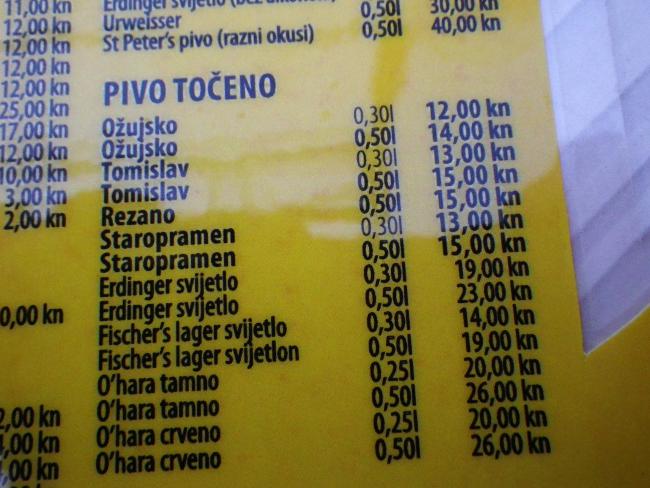 11,00 kn
12,00 kn
12,00 kn
12,00 kn
12,00 kn
25,00 kn
17,00 kn
12,00 kn
10,00 kn
3,00 kn
2,00 kn
0,00 kn
2,00 kn
,00 kn
,00 kn
Erdinger svijetlo (bez
Urweisser 0,50l 30,00 kn
St Peter's pivo (razni okusi) 0,50l 40,00 kn
PIVO TOČENO
Ožujsko 0,30l 12,00 kn
Ožujsko 0,50l 14,00 kn
Tomislav 0,30l 13,00 kn
Tomislav 0,50l 15,00 kn
Rezano 0,50l 15,00 kn
Staropramen 0,30l 13,00 kn
Staropramen 0,50l 15,00 kn
Erdinger svijetlo 0,30l 19,00 kn
Erdinger svijetlo 0,50l 23,00 kn
Fischer's lager svijetlo 0,30l 14,00 kn
Fischer's lager svijetlon 0,50l 19,00 kn
O'hara tamno 0,25l 20,00 kn
O'hara tamno 0,50l 26,00 kn
O'hara crveno 0,25l 20,00 kn
O'hara crveno 0,50l 26,00 kn